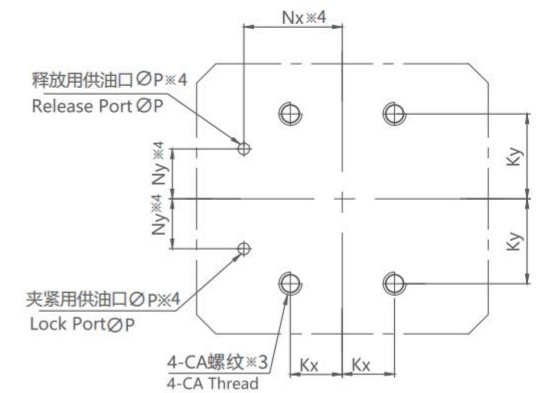 Nx※4
释放用供油口∅P※4
Release Port∅P
Ny※4
Ky
Ny※4
Ky
夹紧用供油口∅P※4
Lock Port∅P
4-CA螺纹※3
4-CA Thread
Kx
Kx